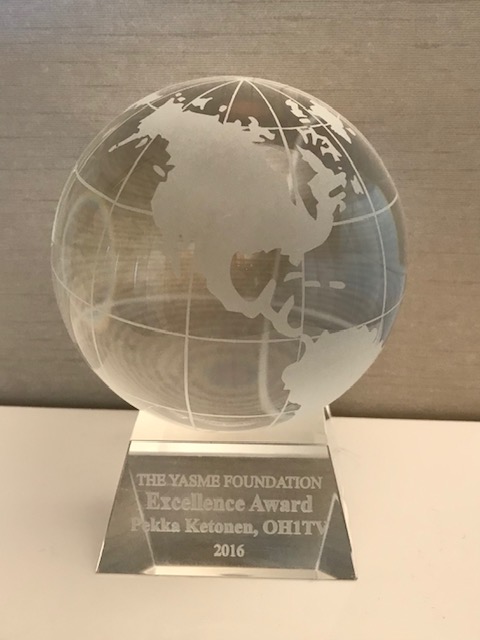 THE YASME FOUNDATION
Excellence Award
Pekka Ketonen, OH1TV
2016